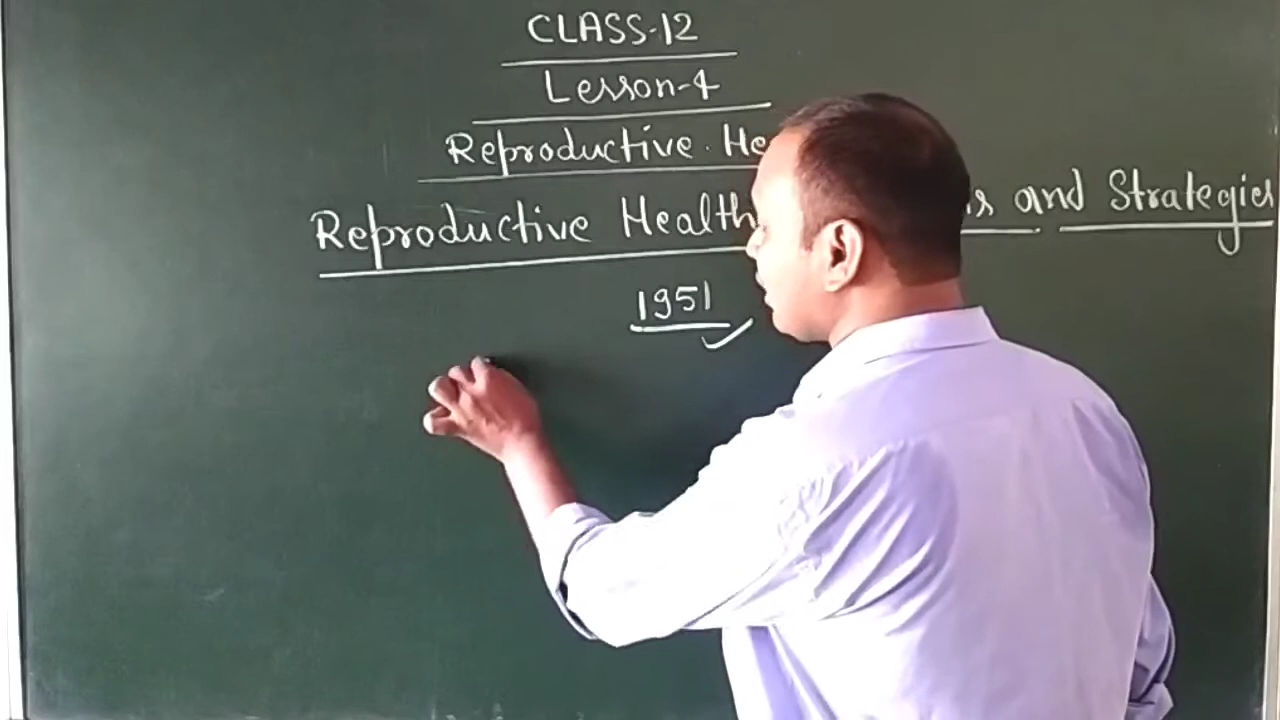 CLASS-12
Lesson-4
Reproductive. He
Reproductive Health and Strategies
1951